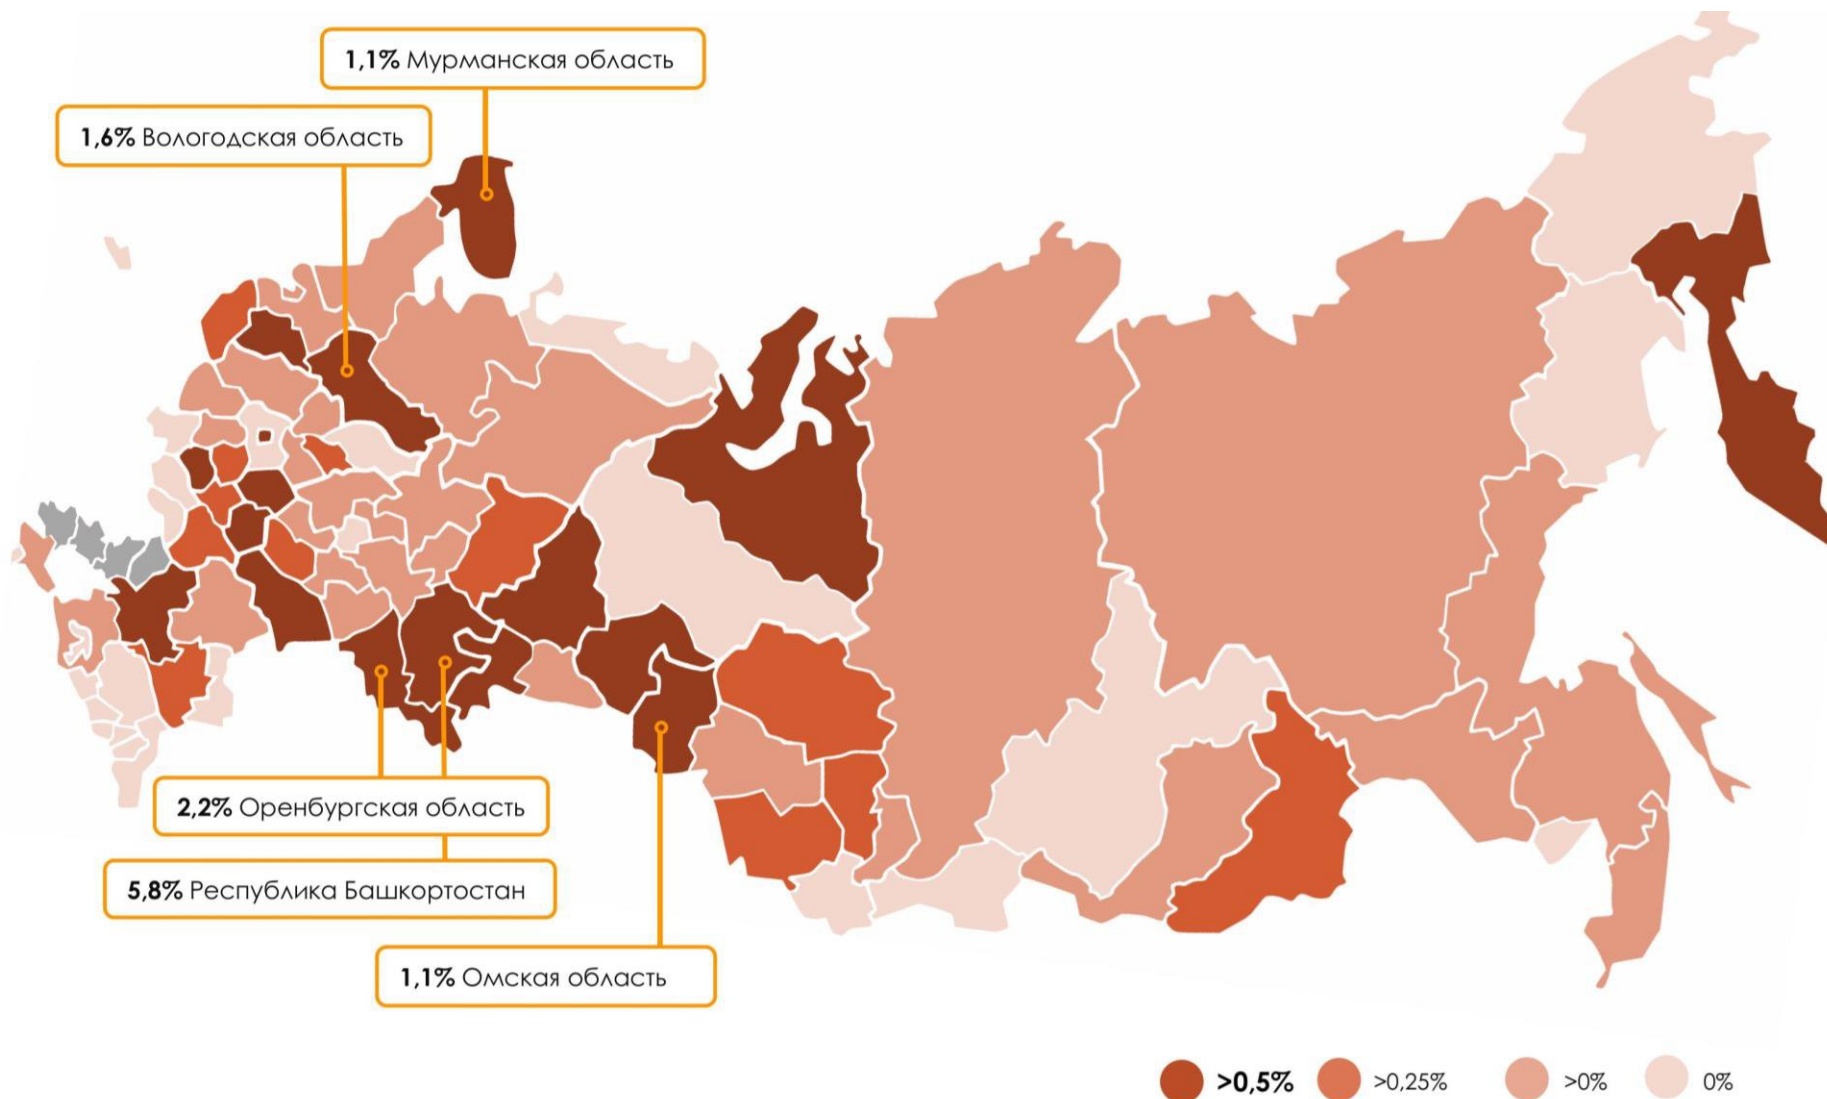 1,1% Мурманская область
1,6% Вологодская область
2,2% Оренбургская область
5,8% Республика Башкортостан
1,1% Омская область
>0,5% >0,25% >0% 0%